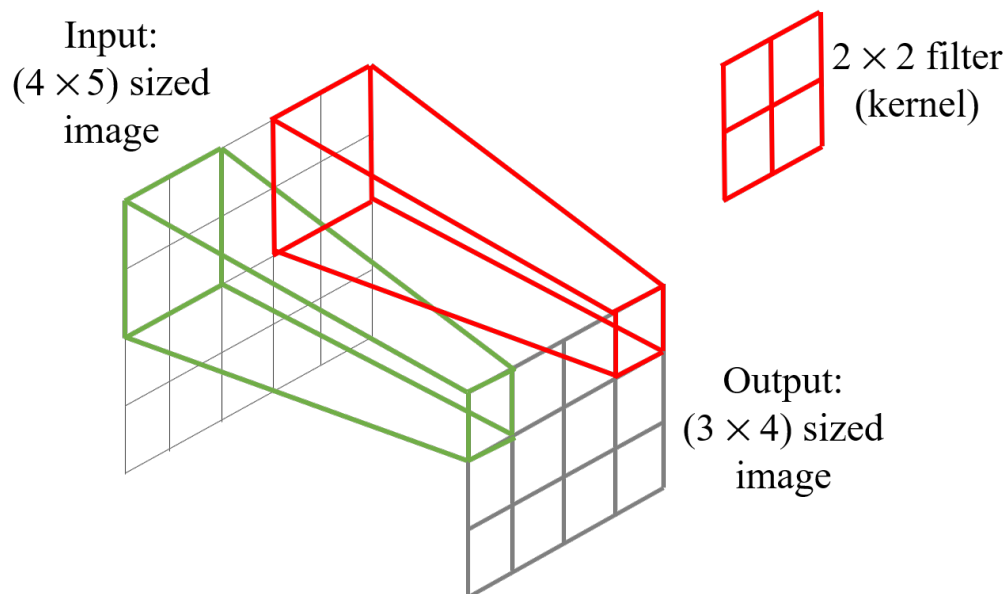 Input:
(4 × 5) sized
image
2 × 2 filter
(kernel)
Output:
(3 × 4) sized
image